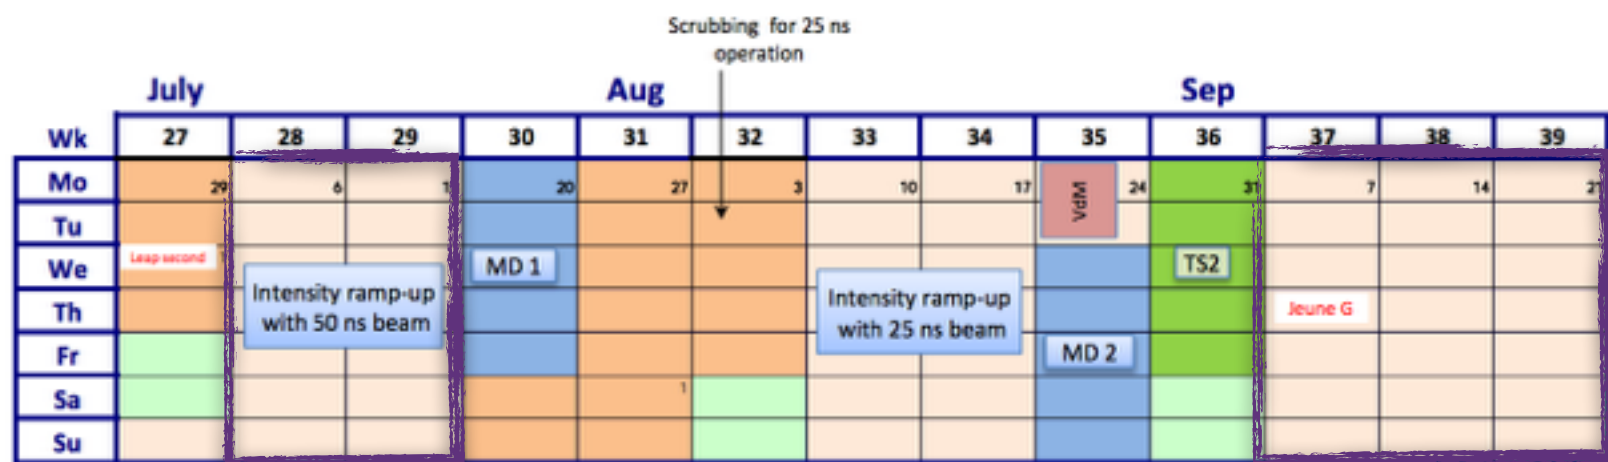 Scrubbing for 25 ns
operation
July Aug Sep
Wk 27 28 29 30 31 32 33 34 35 36 37 38 39
Mo 29 6 20 27 3 10 17 VdM 24 31 7 14 21
Tu
We Leap second MD 1 TS2
Th Intensity ramp-up with 50 ns beam Intensity ramp-up with 25 ns beam Jeune G
Fr MD 2
Sa 1
Su